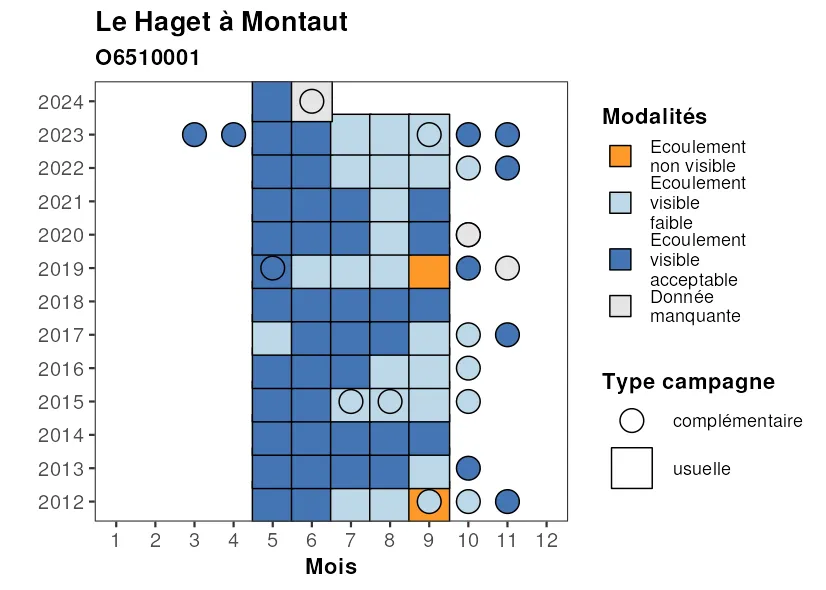 Le Haget à Montaut
O6510001
2024
2023
2022
2021
2020
2019
2018
2017
2016
2015
2014
2013
2012
1 2 3 4 5 6 7 8 9 10 11 12
Mois
Modalités
Ecoulement
non visible
Ecoulement
visible
faible
Ecoulement
visible
acceptable
Donnée
manquante
Type campagne
complémentaire
usuelle